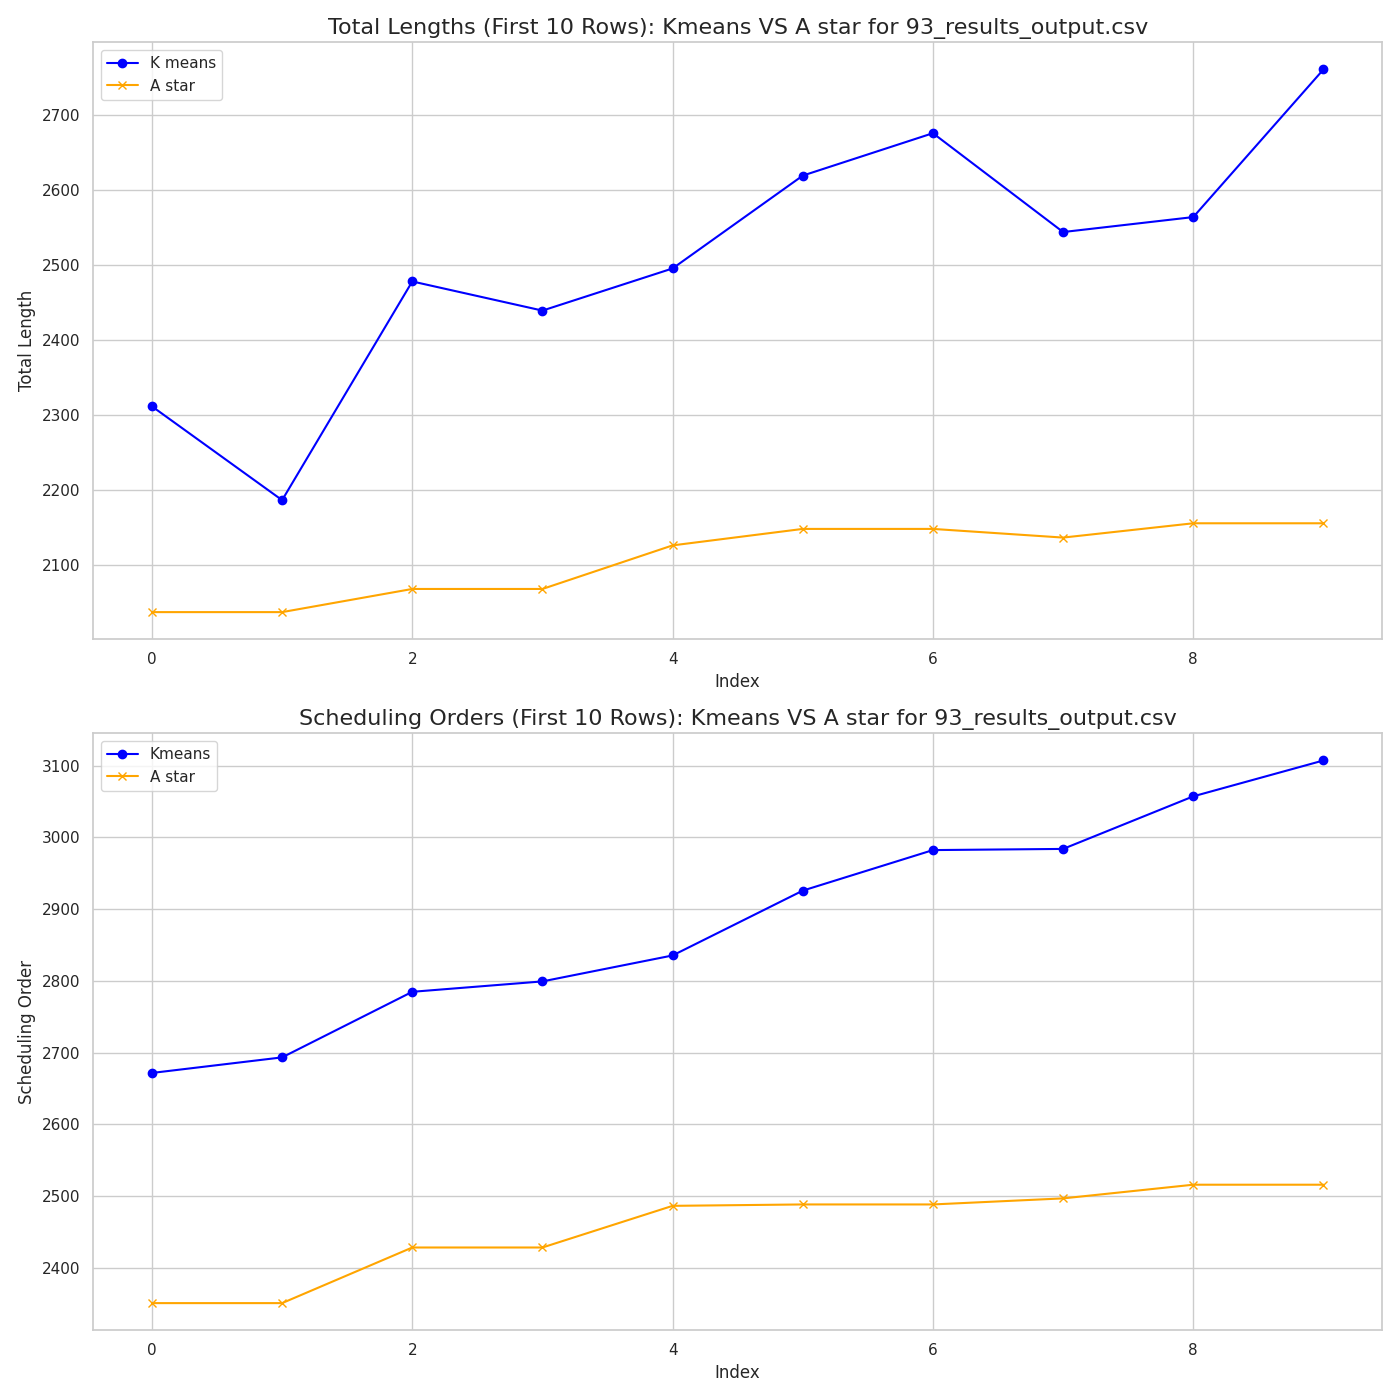 Total Lengths (First 10 Rows): Kmeans VS A star for 93_results_output.csv
K means
A star
2700
2600
2500
2400
2300
2200
2100
Total Length
0 2 4 6 8
Index
Scheduling Orders (First 10 Rows): Kmeans VS A star for 93_results_output.csv
Kmeans
A star
3100
3000
2900
2800
2700
2600
2500
2400
Scheduling Order
0 2 4 6 8
Index